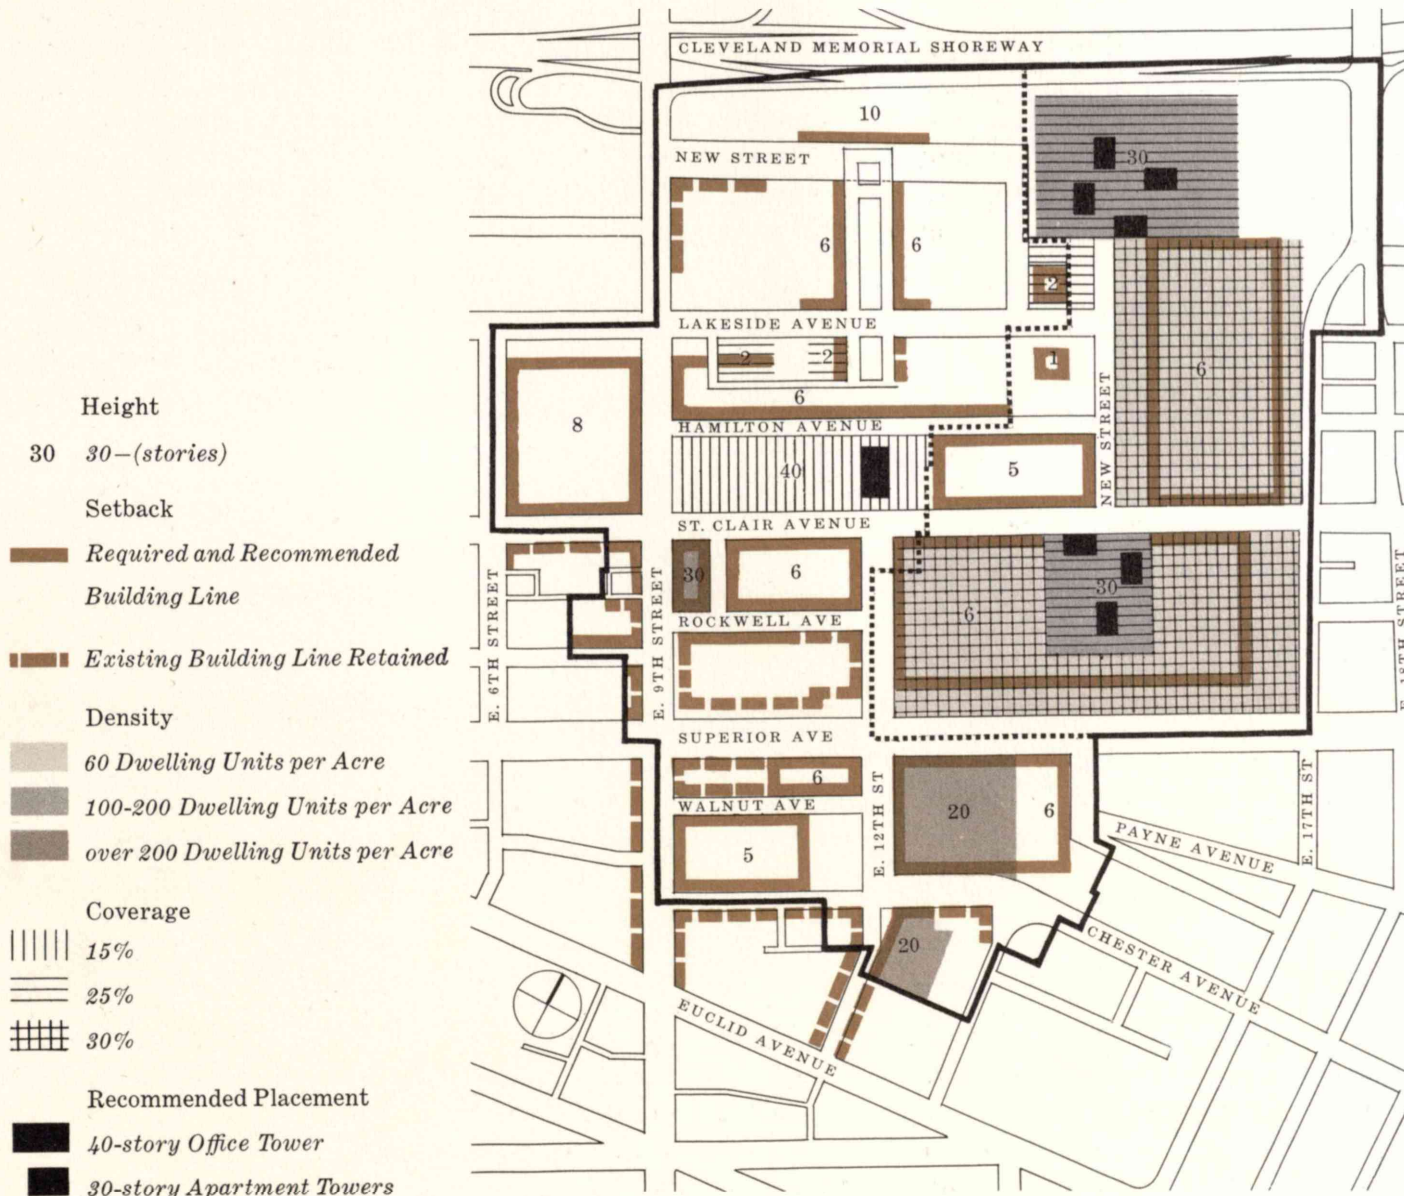 Height
30 30—(stories)
Setback
Required and Recommended
Building Line
Existing Building Line Retained
Density
60 Dwelling Units per Acre
100-200 Dwelling Units per Acre
over 200 Dwelling Units per Acre
Coverage
15%
25%
30%
Recommended Placement
40-story Office Tower
30-story Apartment Towers
CLEVELAND MEMORIAL SHOREWAY
10
NEW STREET
30
6
6
2
LAKESIDE AVENUE
2
2
1
6
6
HAMILTON AVENUE
8
40
5
NEW STREET
ST. CLAIR AVENUE
30
6
30
6
ROCKWELL AVE
E. 6TH STREET
E. 9TH STREET
SUPERIOR AVE
6
WALNUT AVE
E. 12TH ST
20
6
5
PAYNE AVENUE
E. 17TH ST
20
CHESTER AVENUE
EUCLID AVENUE